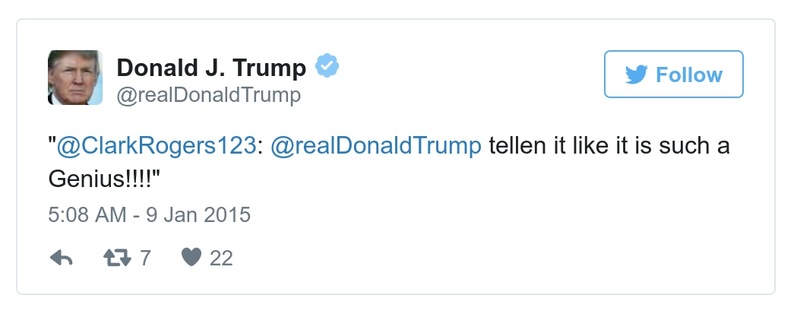 Donald J. Trump
Follow
@realDonaldTrump
"@ClarkRogers123: @realDonaldTrump tellen it like it is such a
Genius!!!!"
5:08 AM - 9 Jan 2015
7 22